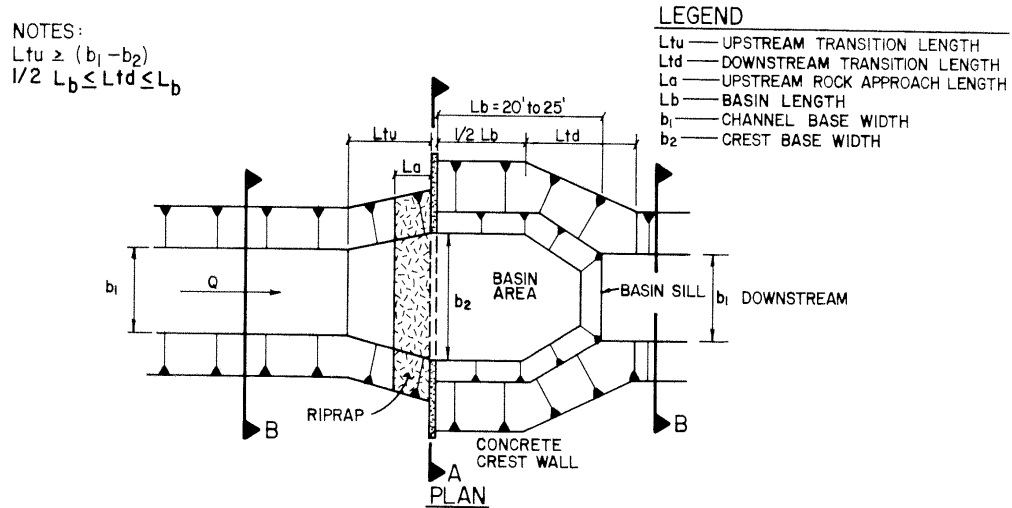 NOTES:
Ltu ≥ (b₁ – b₂)
1/2 Lb ≤ Ltd ≤ Lb
LEGEND
Ltu — UPSTREAM TRANSITION LENGTH
Ltd — DOWNSTREAM TRANSITION LENGTH
La — UPSTREAM ROCK APPROACH LENGTH
Lb — BASIN LENGTH
b₁ — CHANNEL BASE WIDTH
b₂ — CREST BASE WIDTH
Lb = 20' to 25'
Ltu
1/2 Lb
Ltd
La
b₁
Q
b₂
BASIN
AREA
BASIN SILL
b₁ DOWNSTREAM
RIPRAP
B
B
CONCRETE
CREST WALL
A
PLAN